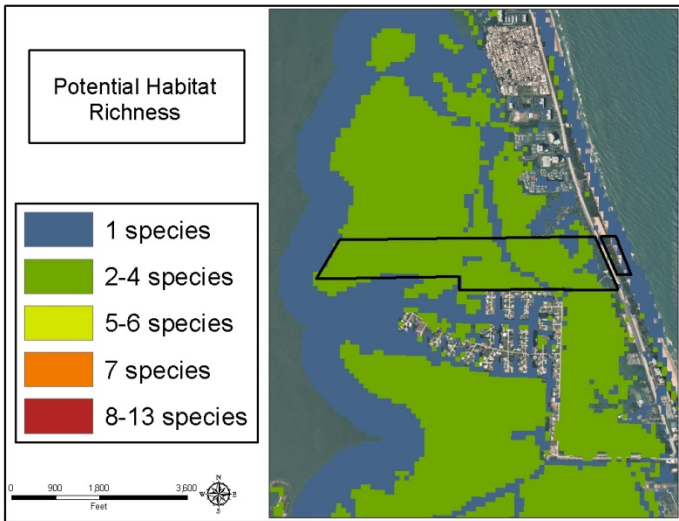 Potential Habitat
Richness
1 species
2-4 species
5-6 species
7 species
8-13 species
0 900 1,800 3,600
Feet
N
W E
S